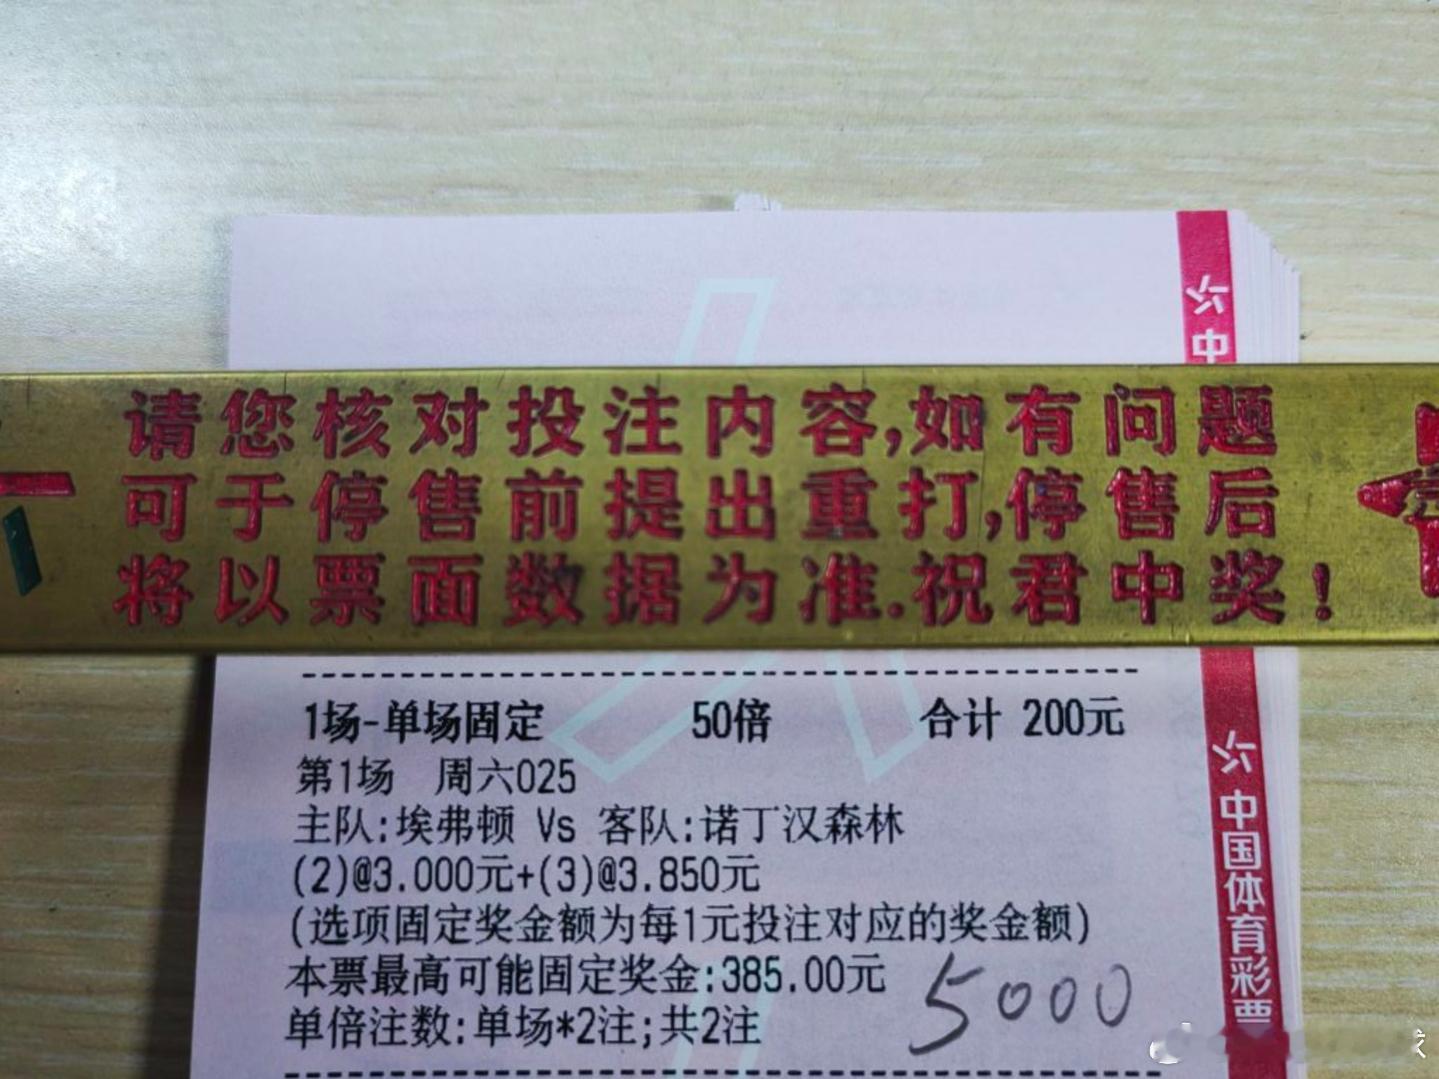 中
请您核对投注内容,如有问题
可于停售前提出重打,停售后
将以票面数据为准.祝君中奖!
1场-单场固定 50倍 合计 200元
第1场 周六025
主队:埃弗顿 Vs 客队:诺丁汉森林
(2)@3.000元+(3)@3.850元
(选项固定奖金额为每1元投注对应的奖金额)
本票最高可能固定奖金:385.00元
单倍注数:单场*2注;共2注
5000
中国体育彩票